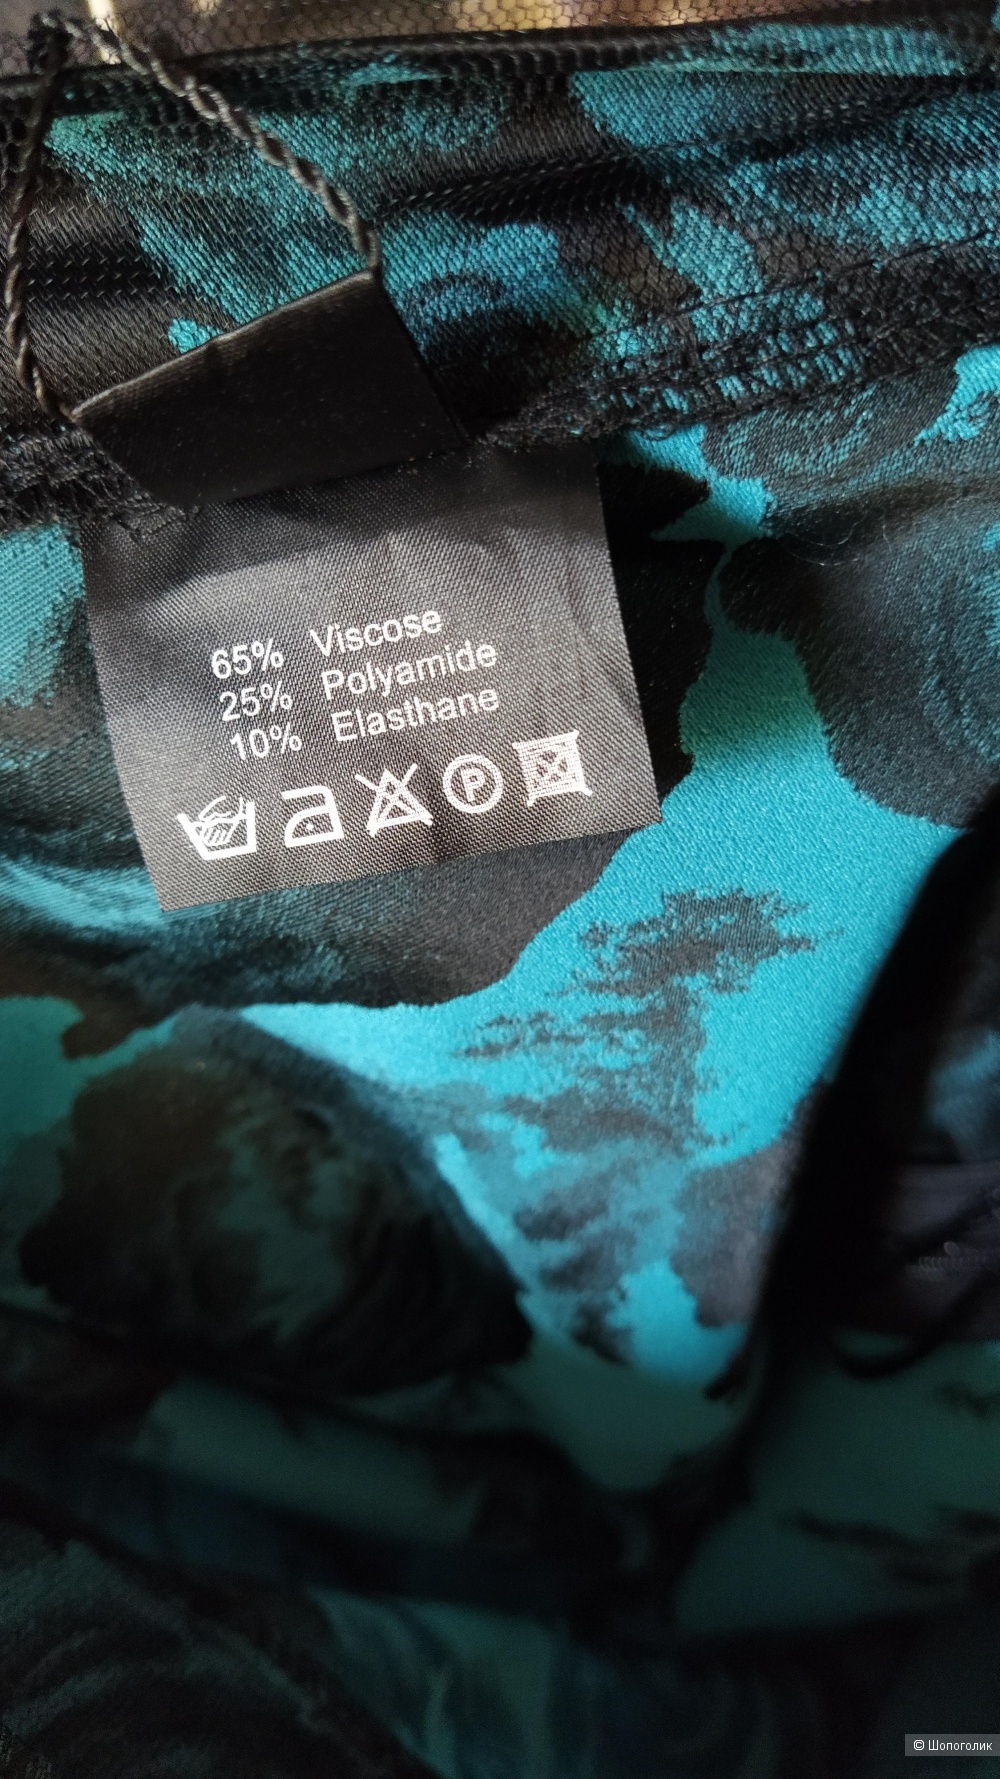 65% Viscose
25% Polyamide
10% Elasthane
P
© Шопоголик